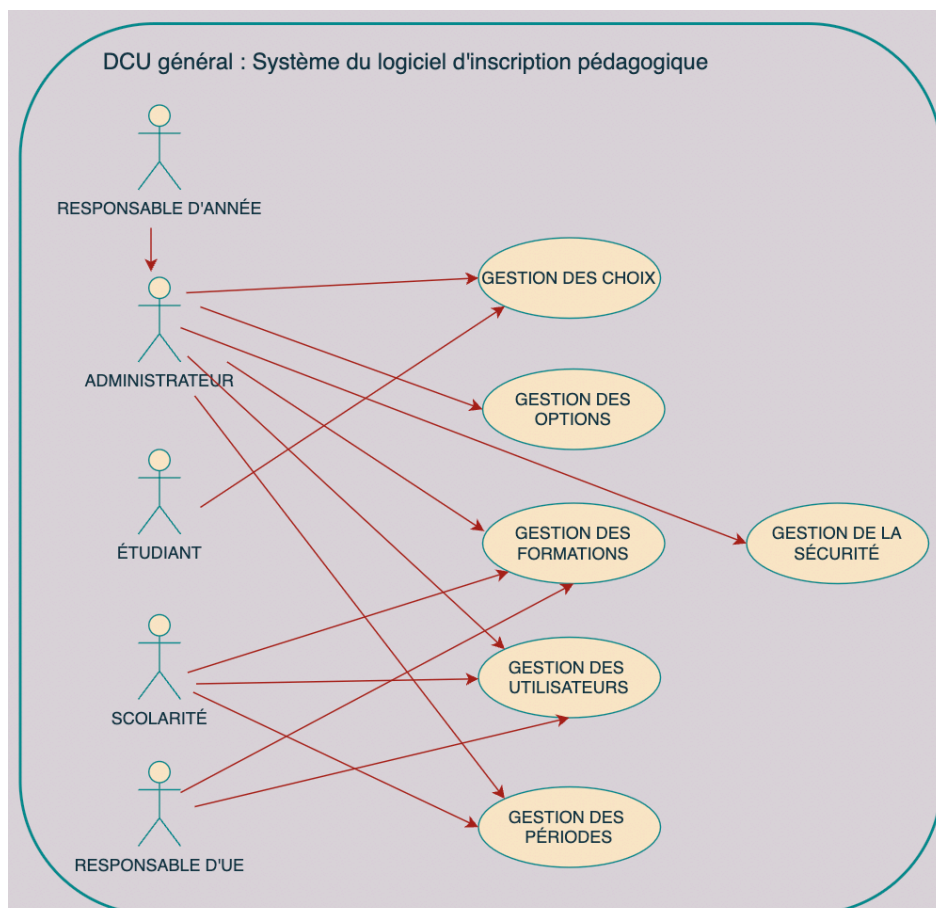 DCU général : Système du logiciel d'inscription pédagogique
RESPONSABLE D'ANNÉE
ADMINISTRATEUR
ÉTUDIANT
SCOLARITÉ
RESPONSABLE D'UE
GESTION DES CHOIX
GESTION DES
OPTIONS
GESTION DES
FORMATIONS
GESTION DE LA
SÉCURITÉ
GESTION DES
UTILISATEURS
GESTION DES
PÉRIODES